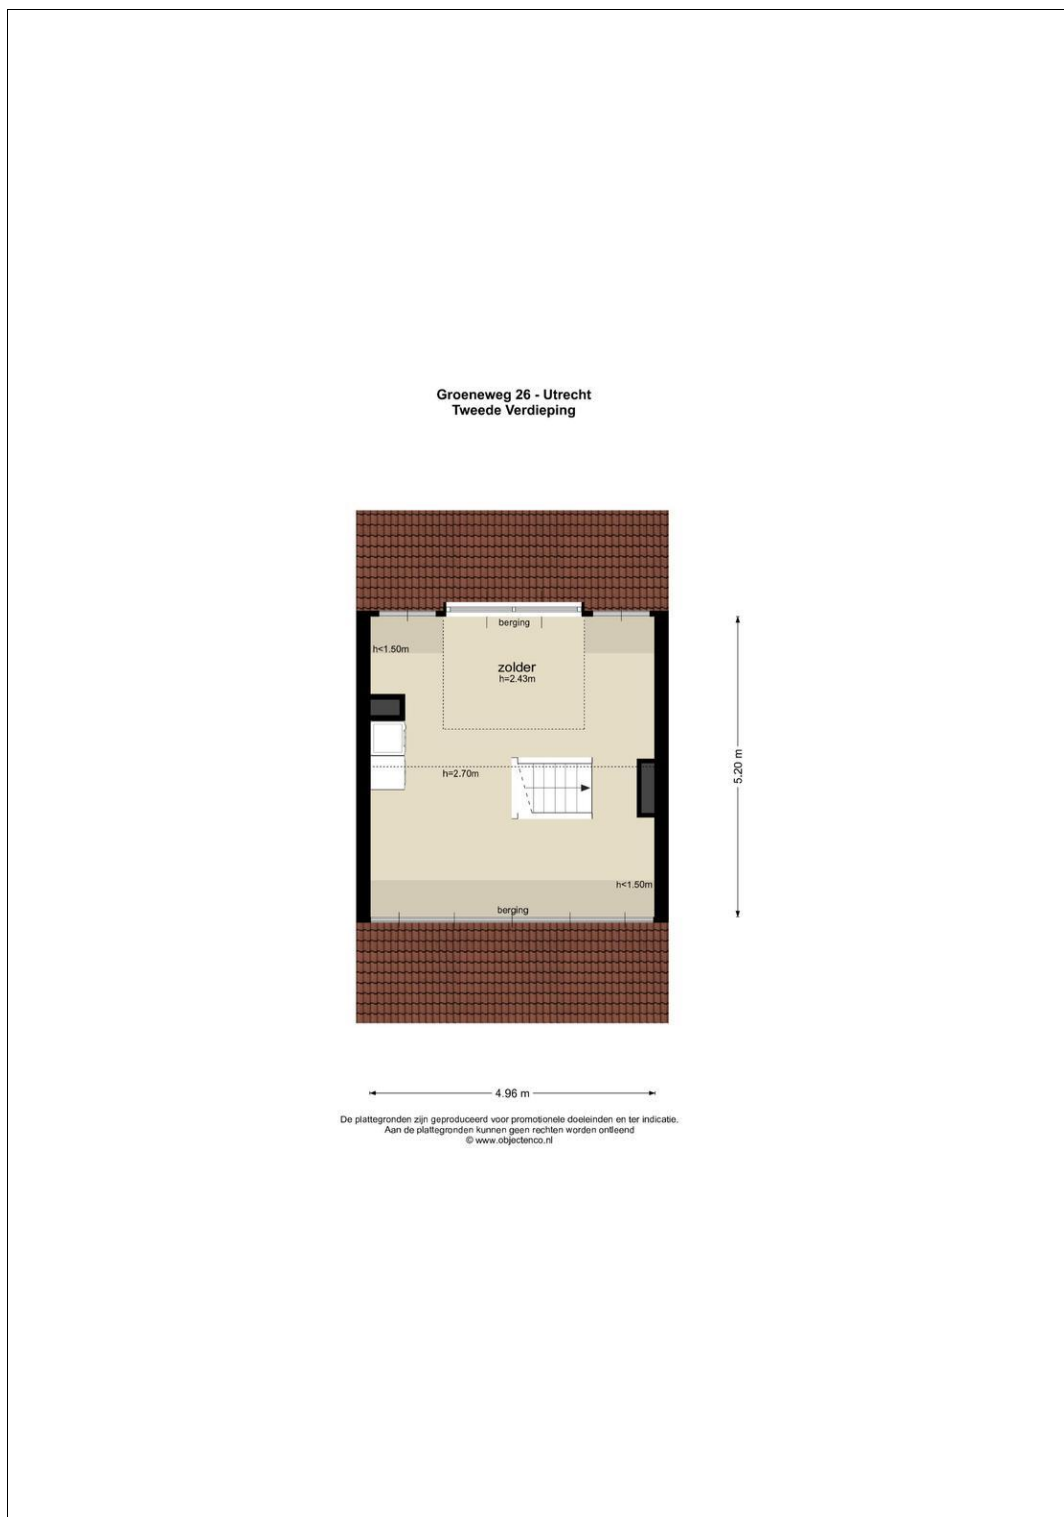 Groeneweg 26 - Utrecht
Tweede Verdieping
berging
h<1.50m
zolder
h=2.43m
h=2.70m
5.20 m
h<1.50m
berging
4.96 m
De plattegronden zijn geproduceerd voor promotionele doeleinden en ter indicatie.
Aan de plattegronden kunnen geen rechten worden ontleend
© www.objectenco.nl